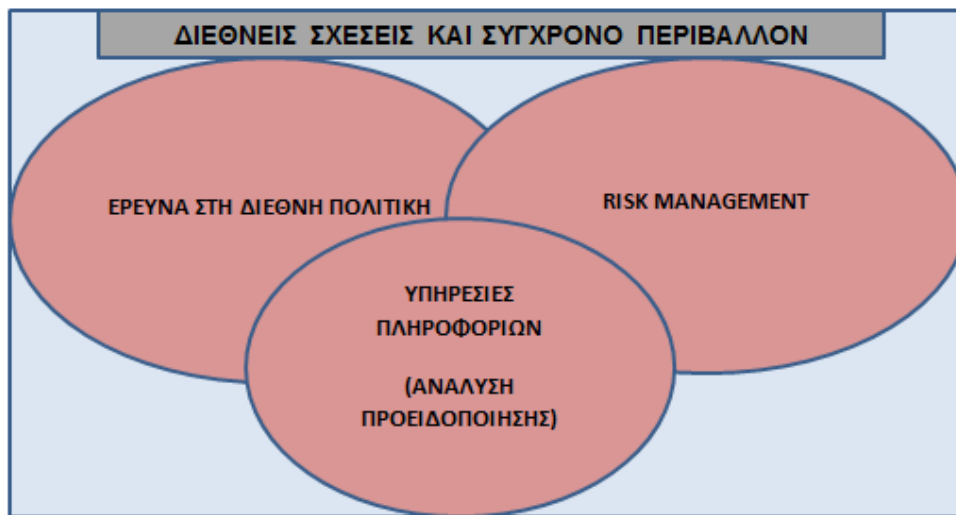 ΔΙΕΘΝΕΙΣ ΣΧΕΣΕΙΣ ΚΑΙ ΣΥΓΧΡΟΝΟ ΠΕΡΙΒΑΛΛΟΝ
ΕΡΕΥΝΑ ΣΤΗ ΔΙΕΘΝΗ ΠΟΛΙΤΙΚΗ
RISK MANAGEMENT
ΥΠΗΡΕΣΙΕΣ
ΠΛΗΡΟΦΟΡΙΩΝ
(ΑΝΑΛΥΣΗ
ΠΡΟΕΙΔΟΠΟΙΗΣΗΣ)